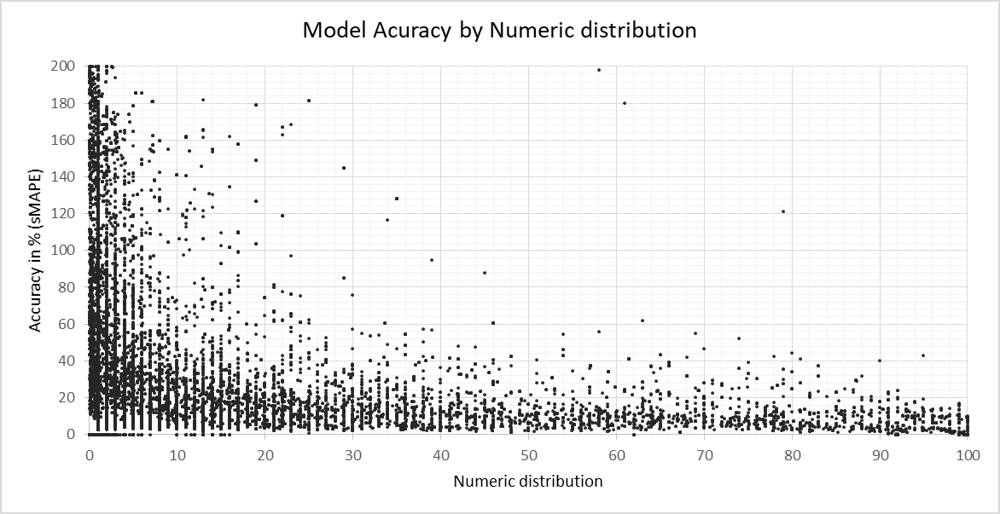 Model Acuracy by Numeric distribution
200
180
160
140
120
100
80
60
40
20
0
Accuracy in % (sMAPE)
0 10 20 30 40 50 60 70 80 90 100
Numeric distribution